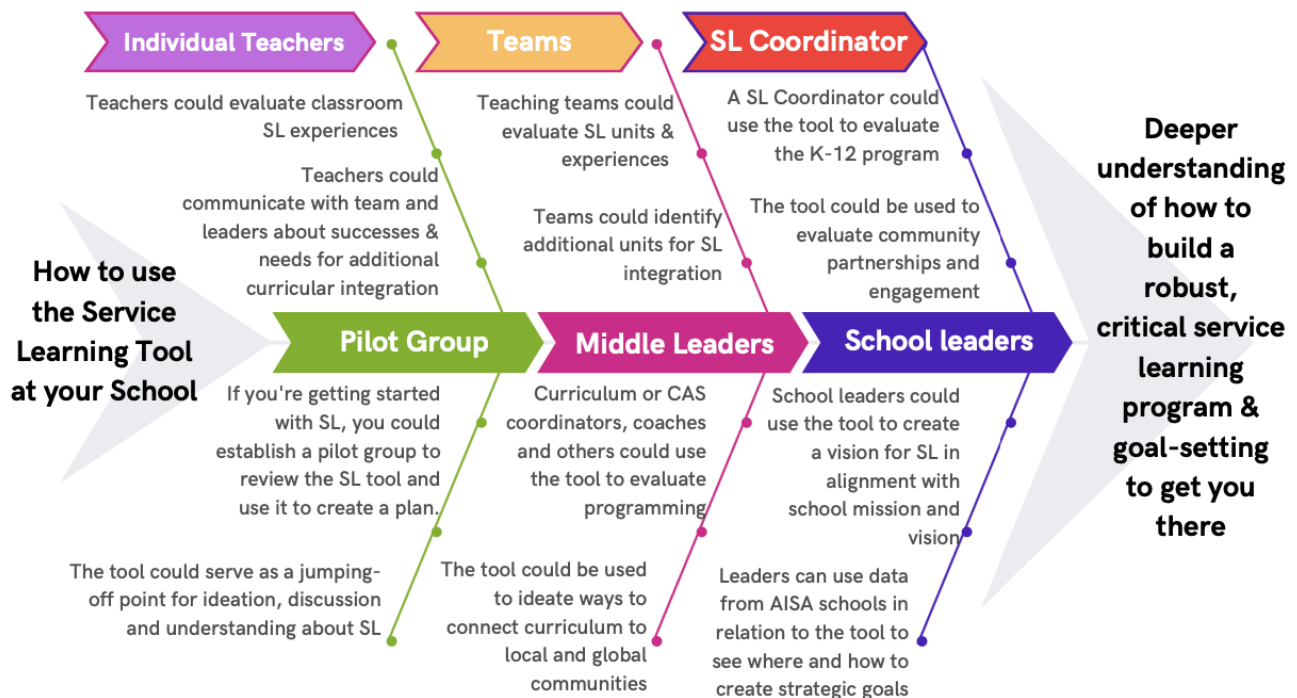 Individual Teachers
Teachers could evaluate classroom
SL experiences
Teachers could
communicate with team and
leaders about successes &
needs for additional
curricular integration
Teams
Teaching teams could
evaluate SL units &
experiences
Teams could identify
additional units for SL
integration
SL Coordinator
A SL Coordinator could
use the tool to evaluate
the K-12 program
The tool could be used to
evaluate community
partnerships and
engagement
How to use
the Service
Learning Tool
at your School
Pilot Group
If you're getting started
with SL, you could
establish a pilot group to
review the SL tool and
use it to create a plan.
The tool could serve as a jumping-
off point for ideation, discussion
and understanding about SL
Middle Leaders
Curriculum or CAS
coordinators, coaches
and others could use
the tool to evaluate
programming
The tool could be used
to ideate ways to
connect curriculum to
local and global
communities
School leaders
School leaders could
use the tool to create
a vision for SL in
alignment with
school mission and
vision
Leaders can use data
from AISA schools in
relation to the tool to
see where and how to
create strategic goals
Deeper
understanding
of how to
build a
robust,
critical service
learning
program &
goal-setting
to get you
there